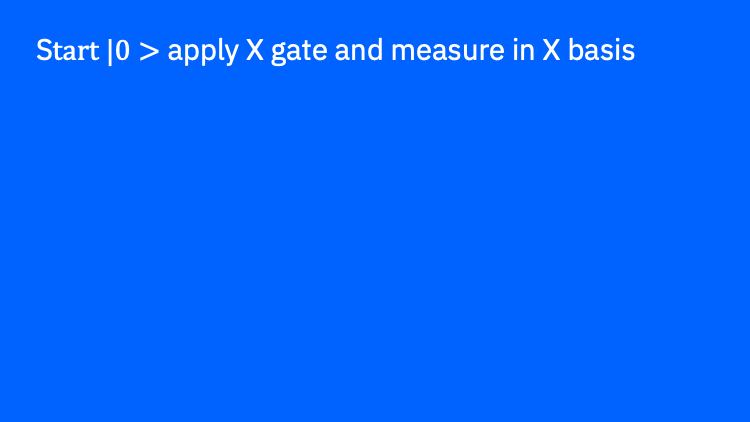 Start |0 > apply X gate and measure in X basis